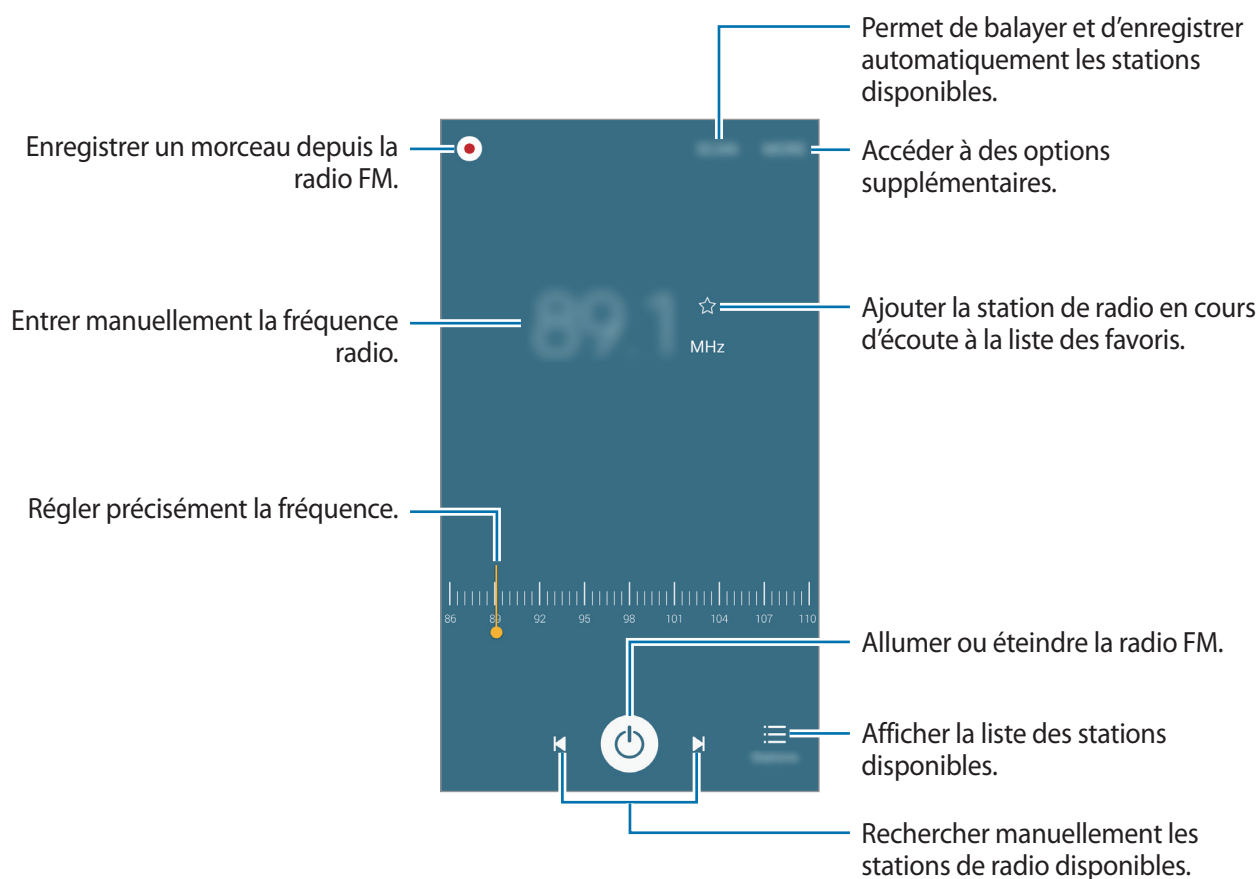 Permet de balayer et d'enregistrer
automatiquement les stations
disponibles.
Enregistrer un morceau depuis la
radio FM.
Accéder à des options
supplémentaires.
Entrer manuellement la fréquence
radio.
89.1
MHz
Ajouter la station de radio en cours
d'écoute à la liste des favoris.
Régler précisément la fréquence.
86 89 92 95 98 101 104 107 110
Allumer ou éteindre la radio FM.
Afficher la liste des stations
disponibles.
Rechercher manuellement les
stations de radio disponibles.